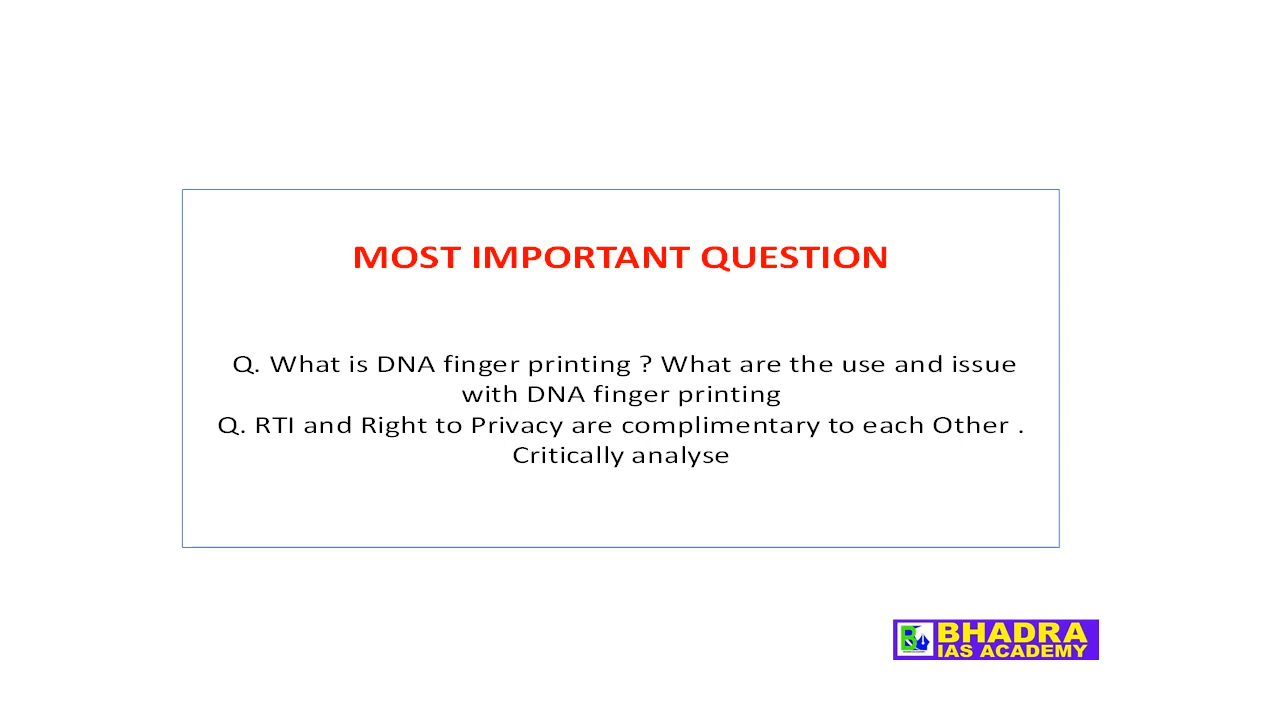 MOST IMPORTANT QUESTION
Q. What is DNA finger printing ? What are the use and issue
with DNA finger printing
Q. RTI and Right to Privacy are complimentary to each Other .
Critically analyse
BHADRA
IAS ACADEMY